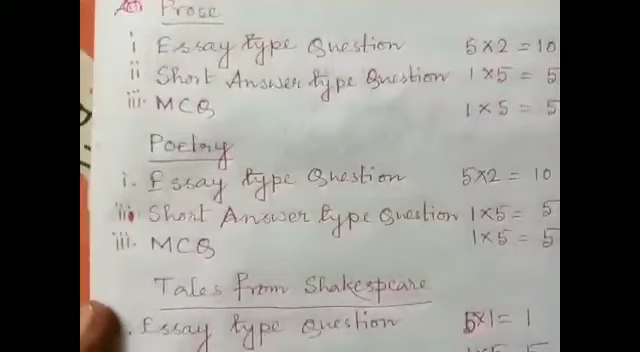 Prose
i Essay type Question 5×2 = 10
ii Short Answer type Question 1×5 = 5
iii. MCQ 1×5 = 5
Poetry
i. Essay type Question 5×2 = 10
iii. Short Answer type Question 1×5 = 5
iii. MCQ 1×5 = 5
Tales from Shakespeare
. Essay type Question 5×1 = 1